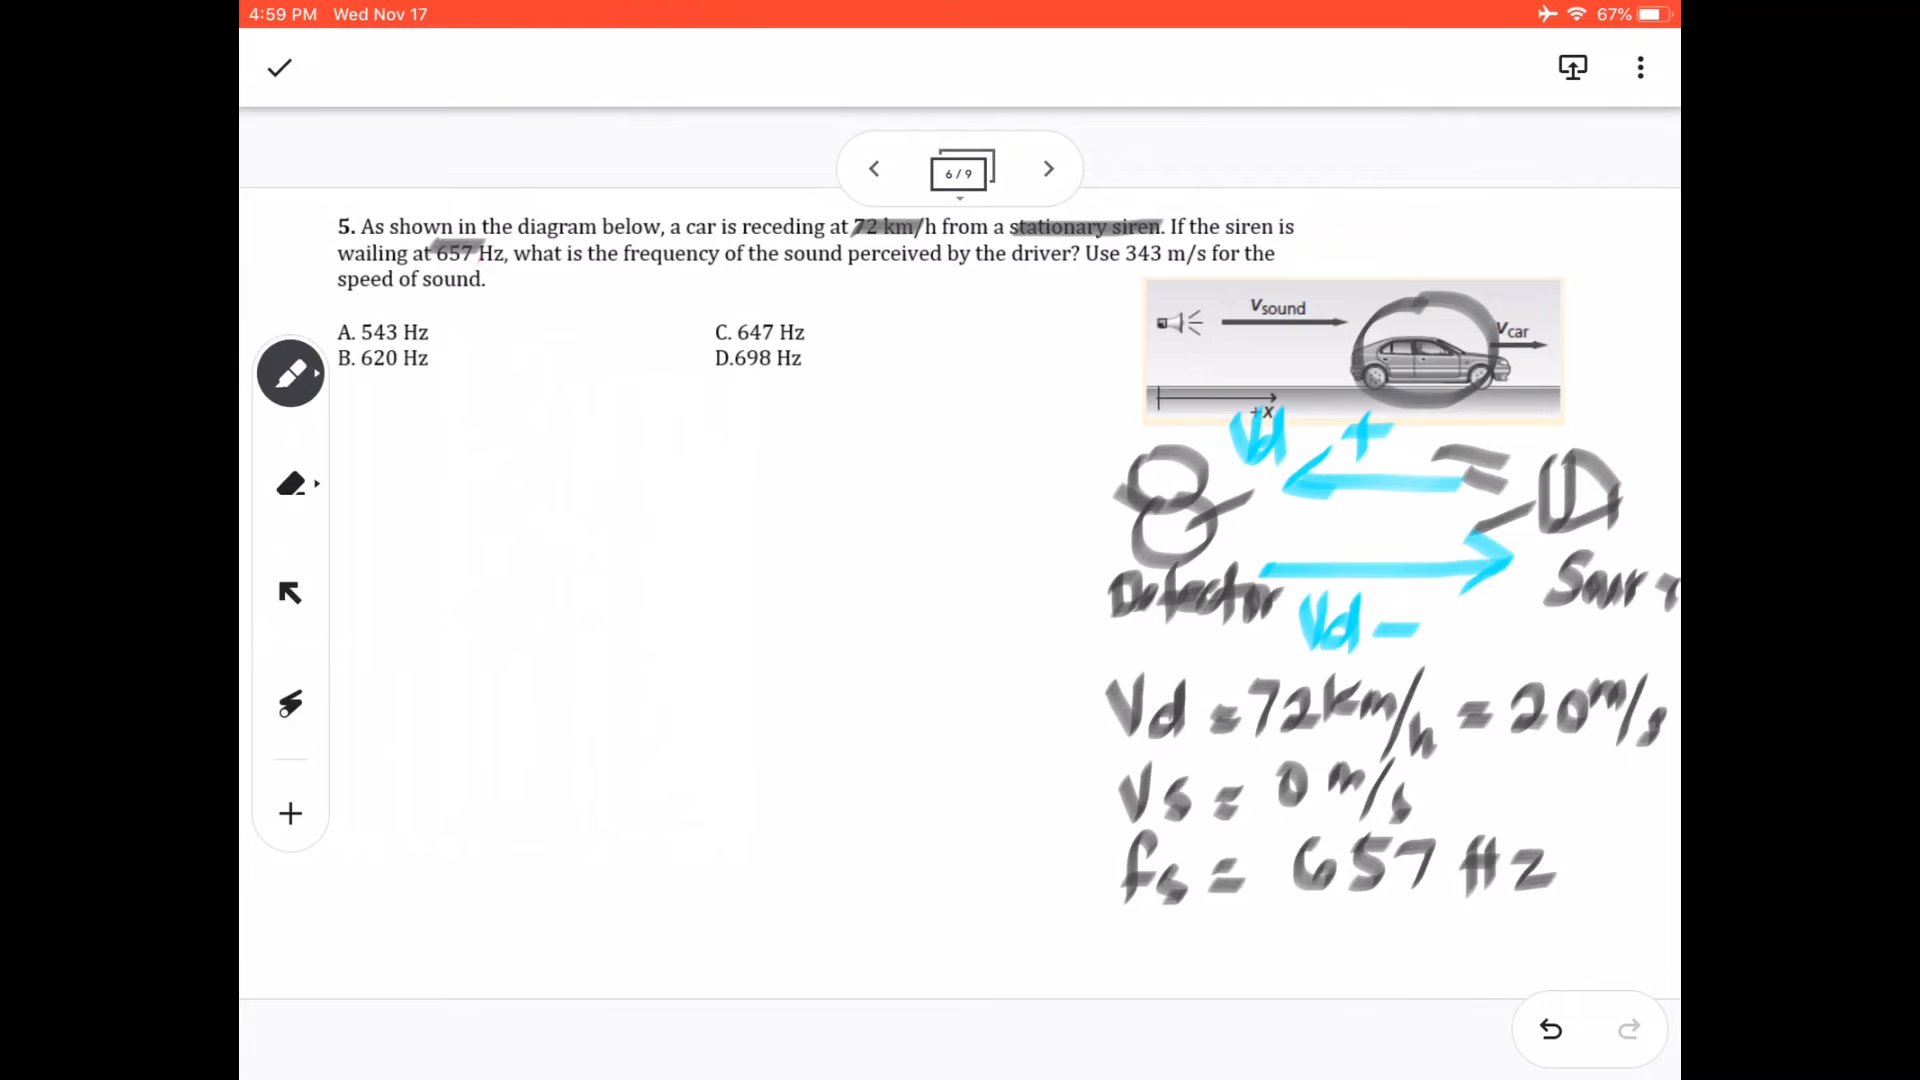 4:59 PM Wed Nov 17
67%
6 / 9
5. As shown in the diagram below, a car is receding at 72 km/h from a stationary siren. If the siren is
wailing at 657 Hz, what is the frequency of the sound perceived by the driver? Use 343 m/s for the
speed of sound.
A. 543 Hz
C. 647 Hz
B. 620 Hz
D.698 Hz
Vsound
Vcar
+x
Vd +
Detector
Vd -
Vd = 72km/h = 20m/s
Vs = 0 m/s
fs = 657 Hz